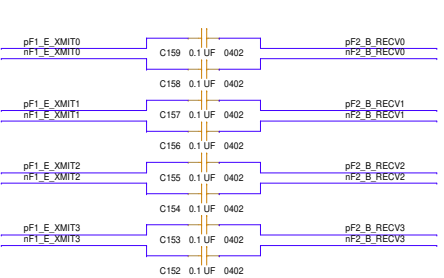 pF1_E_XMIT0 pF2_B_RECV0
nF1_E_XMIT0 nF2_B_RECV0
C159 0.1 UF 0402
C158 0.1 UF 0402
pF1_E_XMIT1 pF2_B_RECV1
nF1_E_XMIT1 nF2_B_RECV1
C157 0.1 UF 0402
C156 0.1 UF 0402
pF1_E_XMIT2 pF2_B_RECV2
nF1_E_XMIT2 nF2_B_RECV2
C155 0.1 UF 0402
C154 0.1 UF 0402
pF1_E_XMIT3 pF2_B_RECV3
nF1_E_XMIT3 nF2_B_RECV3
C153 0.1 UF 0402
C152 0.1 UF 0402